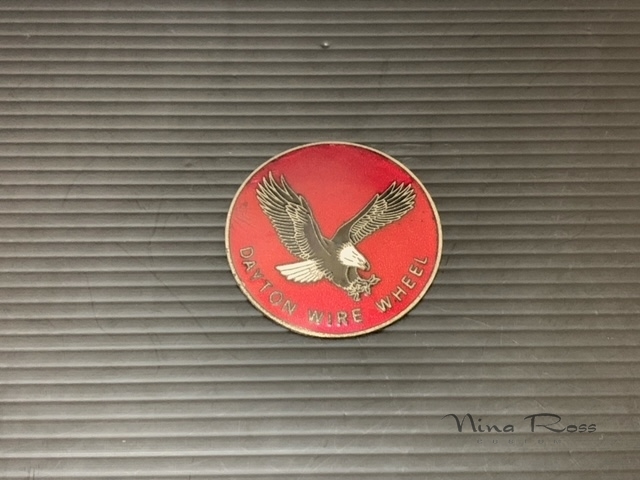 DAYTON WIRE WHEEL
Nina Ross